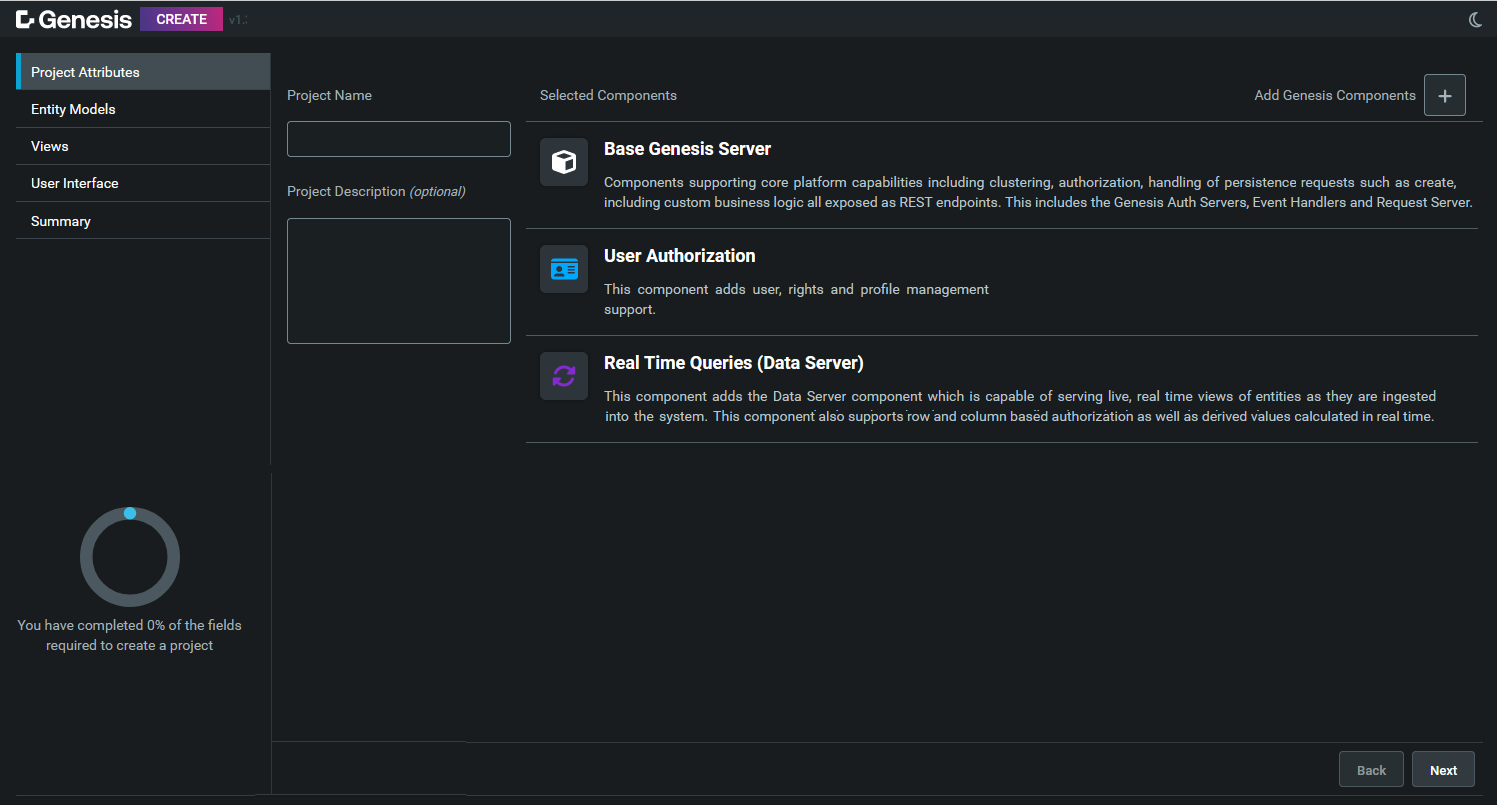 Genesis CREATE
Project Attributes
Entity Models
Views
User Interface
Summary
You have completed 0% of the fields
required to create a project
Project Name
Project Description (optional)
Selected Components
Add Genesis Components +
Base Genesis Server
Components supporting core platform capabilities including clustering, authorization, handling of persistence requests such as create,
including custom business logic all exposed as REST endpoints. This includes the Genesis Auth Servers, Event Handlers and Request Server.
User Authorization
This component adds user, rights and profile management
support.
Real Time Queries (Data Server)
This component adds the Data Server component which is capable of serving live, real time views of entities as they are ingested
into the system. This component also supports row and column based authorization as well as derived values calculated in real time.
Back
Next